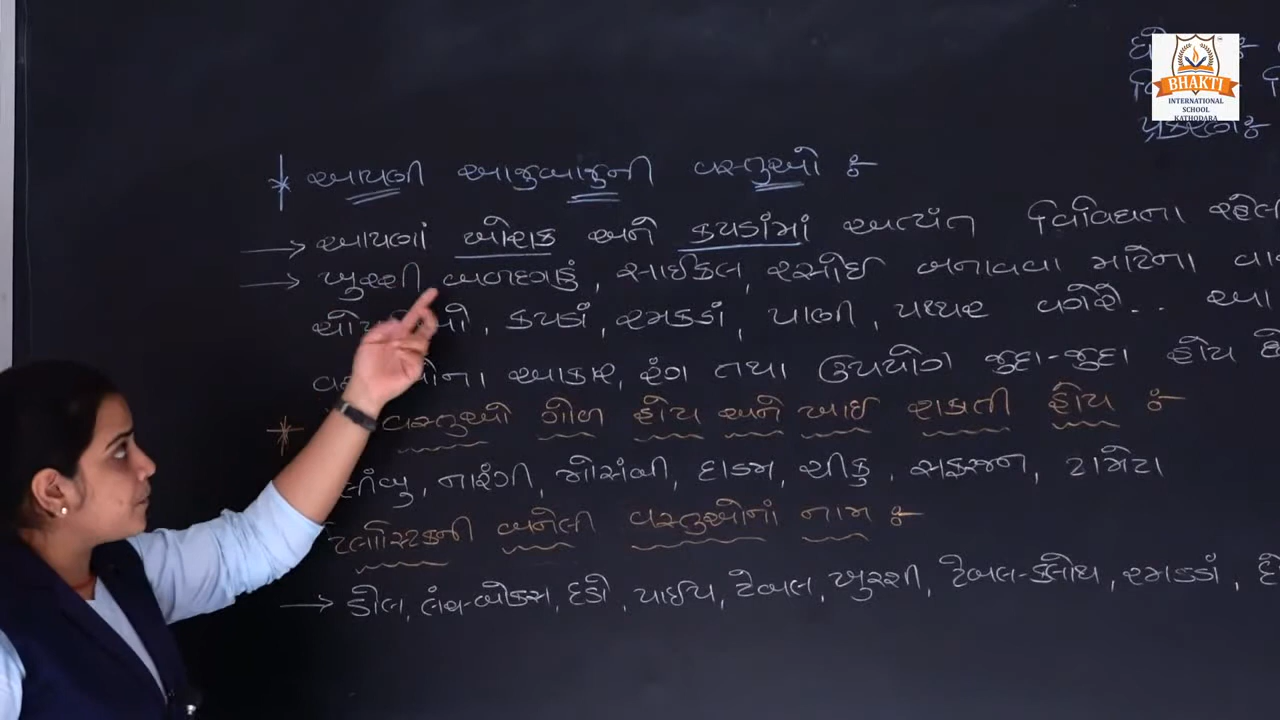 BHAKTI
INTERNATIONAL
SCHOOL
KATHODARA
પ્રકરણઃ
* આપણી આજુબાજુની વસ્તુઓ :-
→ આપણાં ખોરાક અને કપડાંમાં અત્યંત વિવિધતા રહેલી
→ ખુરશી, બળદગાડું, સાઈકલ, રસોઈ બનાવવા માટેના
કપડાં, રમકડાં, પાણી, પથ્થર વગેરે... આ
આકાર, રંગ તથા ઉપયોગ જુદા-જુદા હોય છે
* વસ્તુઓ ગોળ હોય અને ખાઈ શકાતી હોય :-
લીંબુ, નારંગી, મોસંબી, દાડમ, ચીકુ, સફરજન, ટામેટા
પ્લાસ્ટિકની બનેલી વસ્તુઓનાં નામ :-
→ ડોલ, લંચ-બોક્સ, દડો, પાઈપ, ટેબલ, ખુરશી, ટેબલ-ક્લોથ, રમકડાં,